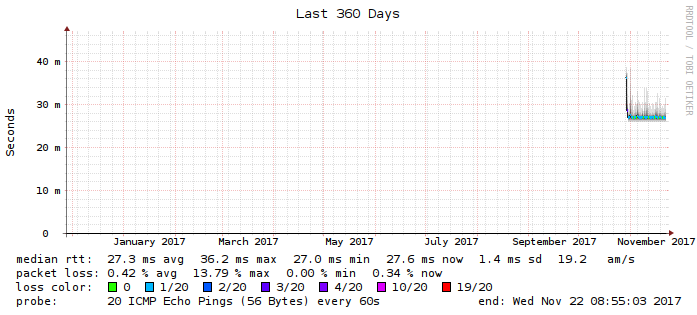 Last 360 Days
RRDTOOL / TOBI OETIKER
Seconds
40 m
30 m
20 m
10 m
0
January 2017 March 2017 May 2017 July 2017 September 2017 November 2017
median rtt: 27.3 ms avg 36.2 ms max 27.0 ms min 27.6 ms now 1.4 ms sd 19.2 am/s
packet loss: 0.42 % avg 13.79 % max 0.00 % min 0.34 % now
loss color: 0 1/20 2/20 3/20 4/20 10/20 19/20
probe: 20 ICMP Echo Pings (56 Bytes) every 60s end: Wed Nov 22 08:55:03 2017